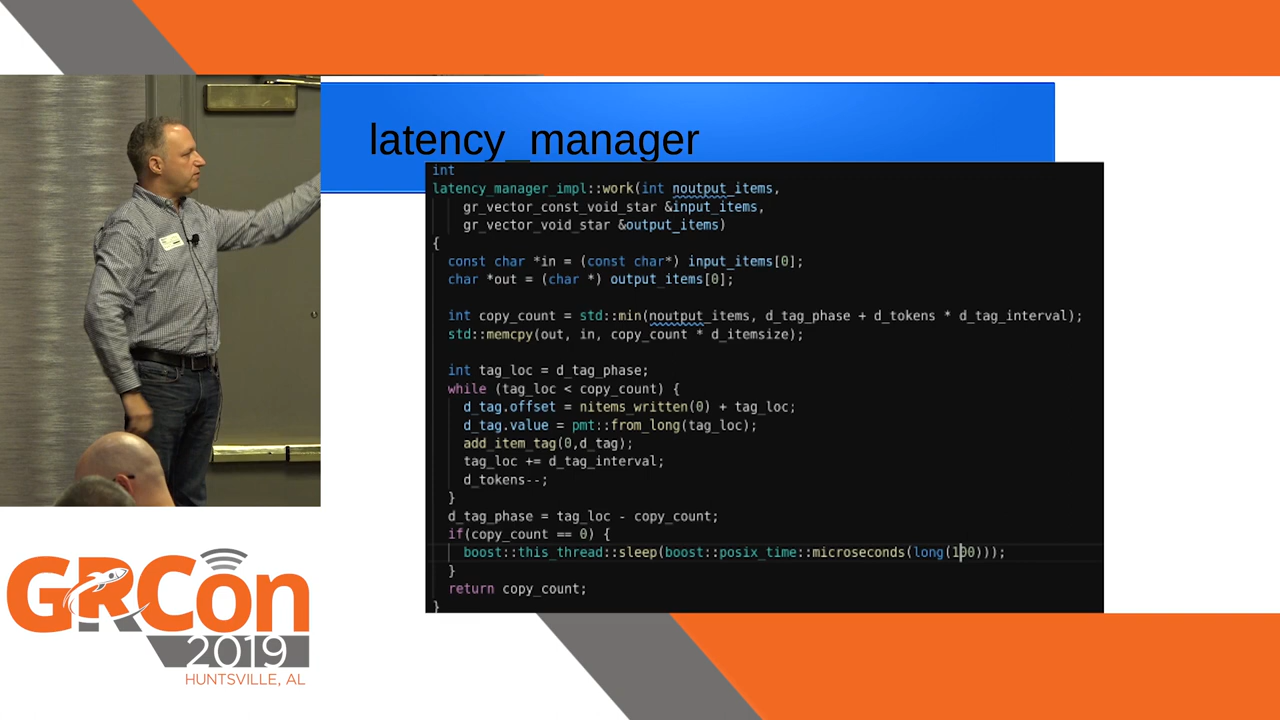 latency_manager
int
latency_manager_impl::work(int noutput_items,
gr_vector_const_void_star &input_items,
gr_vector_void_star &output_items)
{
const char *in = (const char*) input_items[0];
char *out = (char *) output_items[0];
int copy_count = std::min(noutput_items, d_tag_phase + d_tokens * d_tag_interval);
std::memcpy(out, in, copy_count * d_itemsize);
int tag_loc = d_tag_phase;
while (tag_loc < copy_count) {
d_tag.offset = nitems_written(0) + tag_loc;
d_tag.value = pmt::from_long(tag_loc);
add_item_tag(0,d_tag);
tag_loc += d_tag_interval;
d_tokens--;
}
d_tag_phase = tag_loc - copy_count;
if(copy_count == 0) {
boost::this_thread::sleep(boost::posix_time::microseconds(long(100)));
}
return copy_count;
}
GRCon
2019
HUNTSVILLE, AL